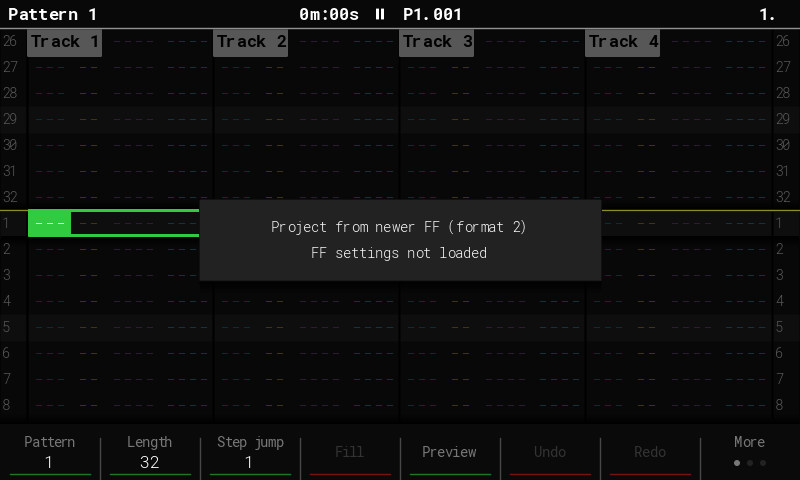 Pattern 1 0m:00s P1.001 1.
26 Track 1 --- -- ---- ---- Track 2 --- -- ---- ---- Track 3 --- -- ---- ---- Track 4 --- -- ---- ---- 26
27 --- -- ---- ---- --- -- ---- ---- --- -- ---- ---- --- -- ---- ---- 27
28 --- -- ---- ---- --- -- ---- ---- --- -- ---- ---- --- -- ---- ---- 28
29 --- -- ---- ---- --- -- ---- ---- --- -- ---- ---- --- -- ---- ---- 29
30 --- -- ---- ---- --- -- ---- ---- --- -- ---- ---- --- -- ---- ---- 30
31 --- -- ---- ---- --- -- ---- ---- --- -- ---- ---- --- -- ---- ---- 31
32 --- -- ---- ---- --- -- ---- ---- --- -- ---- ---- --- -- ---- ---- 32
1 --- -- ---- ---- 1
Project from newer FF (format 2)
FF settings not loaded
2 --- -- ---- ---- --- -- ---- ---- 2
3 --- -- ---- ---- --- -- ---- ---- 3
4 --- -- ---- ---- --- -- ---- ---- --- -- ---- ---- --- -- ---- ---- 4
5 --- -- ---- ---- --- -- ---- ---- --- -- ---- ---- --- -- ---- ---- 5
6 --- -- ---- ---- --- -- ---- ---- --- -- ---- ---- --- -- ---- ---- 6
7 --- -- ---- ---- --- -- ---- ---- --- -- ---- ---- --- -- ---- ---- 7
8 --- -- ---- ---- --- -- ---- ---- --- -- ---- ---- --- -- ---- ---- 8
Pattern Length Step jump Fill Preview Undo Redo More
1 32 1